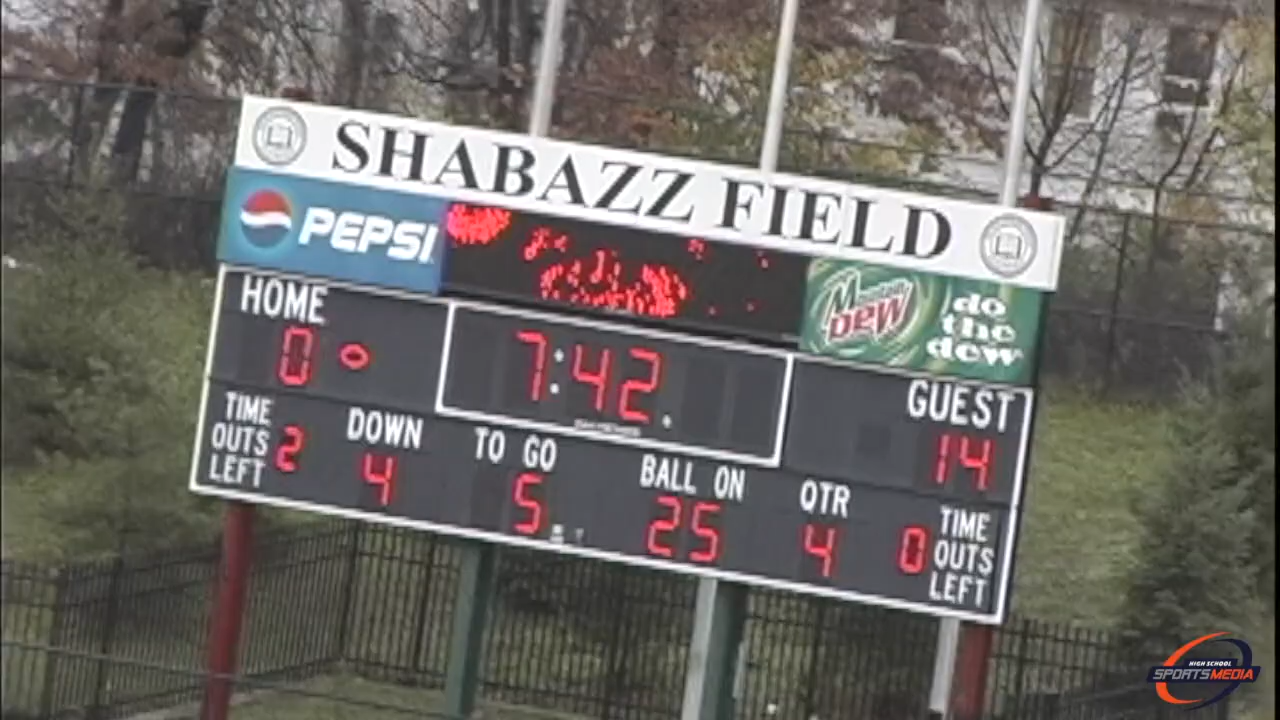 SHABAZZ FIELD
PEPSI
Mountain Dew
do
the
dew
HOME
0
7:42
GUEST
14
TIME
OUTS
LEFT
2
DOWN
4
TO GO
5
BALL ON
25
QTR
4
0
TIME
OUTS
LEFT
HIGH SCHOOL
SPORTSMEDIA